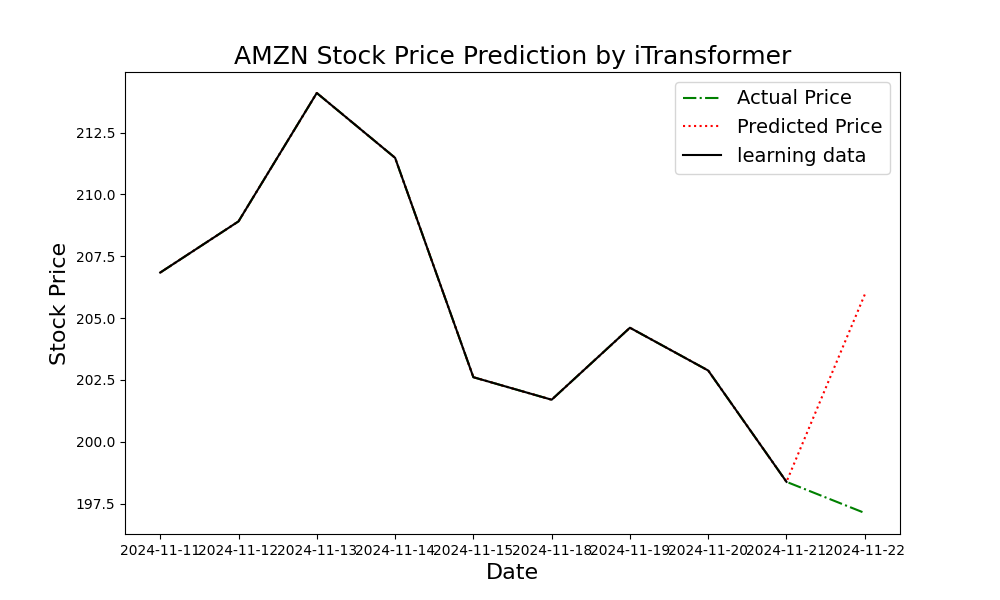 AMZN Stock Price Prediction by iTransformer
Actual Price
Predicted Price
learning data
Stock Price
212.5
210.0
207.5
205.0
202.5
200.0
197.5
2024-11-11 2024-11-12 2024-11-13 2024-11-14 2024-11-15 2024-11-18 2024-11-19 2024-11-20 2024-11-21 2024-11-22
Date